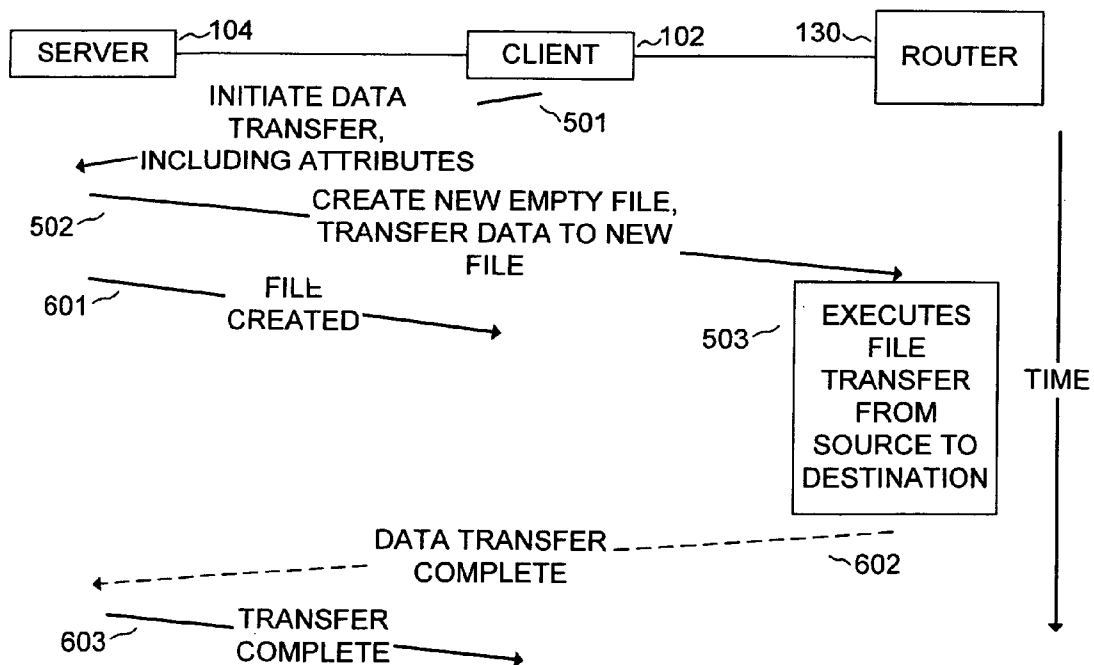 SERVER
104
CLIENT
102
130
ROUTER
INITIATE DATA
TRANSFER,
INCLUDING ATTRIBUTES
501
CREATE NEW EMPTY FILE,
TRANSFER DATA TO NEW
FILE
502
FILE
CREATED
601
503
EXECUTES
FILE
TRANSFER
FROM
SOURCE TO
DESTINATION
TIME
DATA TRANSFER
COMPLETE
602
TRANSFER
COMPLETE
603